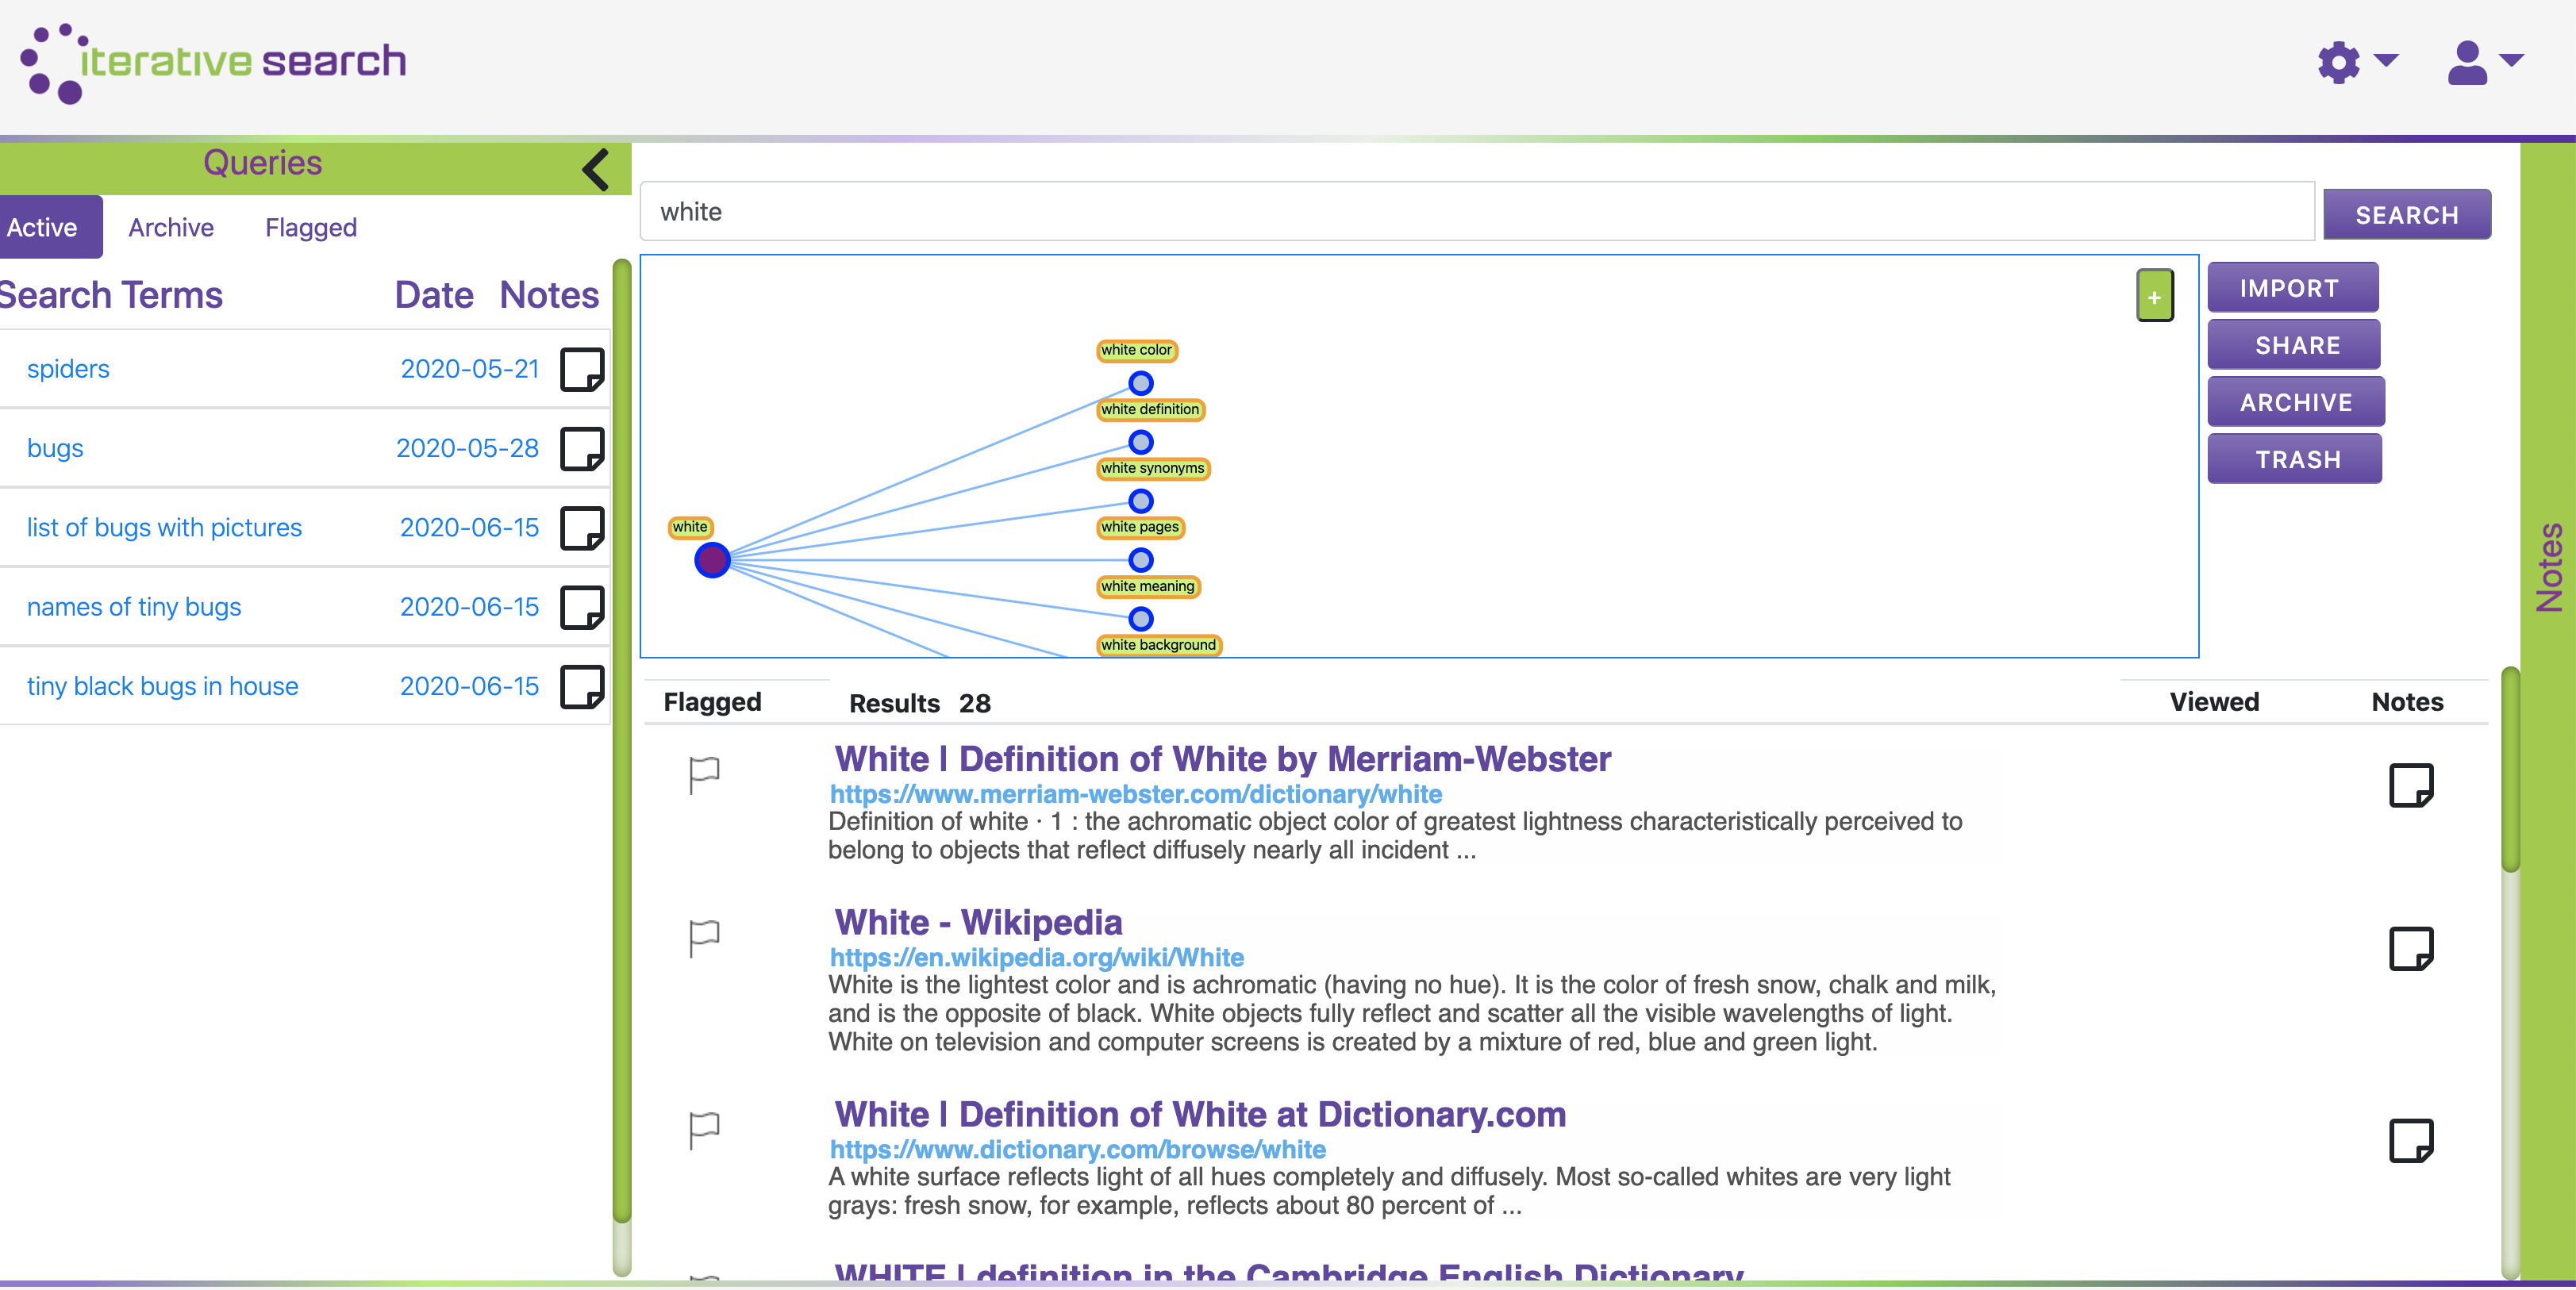 iterative search
Queries
Active Archive Flagged
Search Terms Date Notes
spiders 2020-05-21
bugs 2020-05-28
list of bugs with pictures 2020-06-15
names of tiny bugs 2020-06-15
tiny black bugs in house 2020-06-15
white
SEARCH
+
IMPORT
SHARE
ARCHIVE
TRASH
white
white color
white definition
white synonyms
white pages
white meaning
white background
Flagged Results 28 Viewed Notes
White | Definition of White by Merriam-Webster
https://www.merriam-webster.com/dictionary/white
Definition of white · 1 : the achromatic object color of greatest lightness characteristically perceived to
belong to objects that reflect diffusely nearly all incident ...
White - Wikipedia
https://en.wikipedia.org/wiki/White
White is the lightest color and is achromatic (having no hue). It is the color of fresh snow, chalk and milk,
and is the opposite of black. White objects fully reflect and scatter all the visible wavelengths of light.
White on television and computer screens is created by a mixture of red, blue and green light.
White | Definition of White at Dictionary.com
https://www.dictionary.com/browse/white
A white surface reflects light of all hues completely and diffusely. Most so-called whites are very light
grays: fresh snow, for example, reflects about 80 percent of ...
WHITE | definition in the Cambridge English Dictionary
Notes